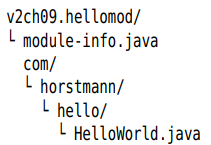 v2ch09.hellomod/
└ module-info.java
com/
└ horstmann/
└ hello/
└ HelloWorld.java